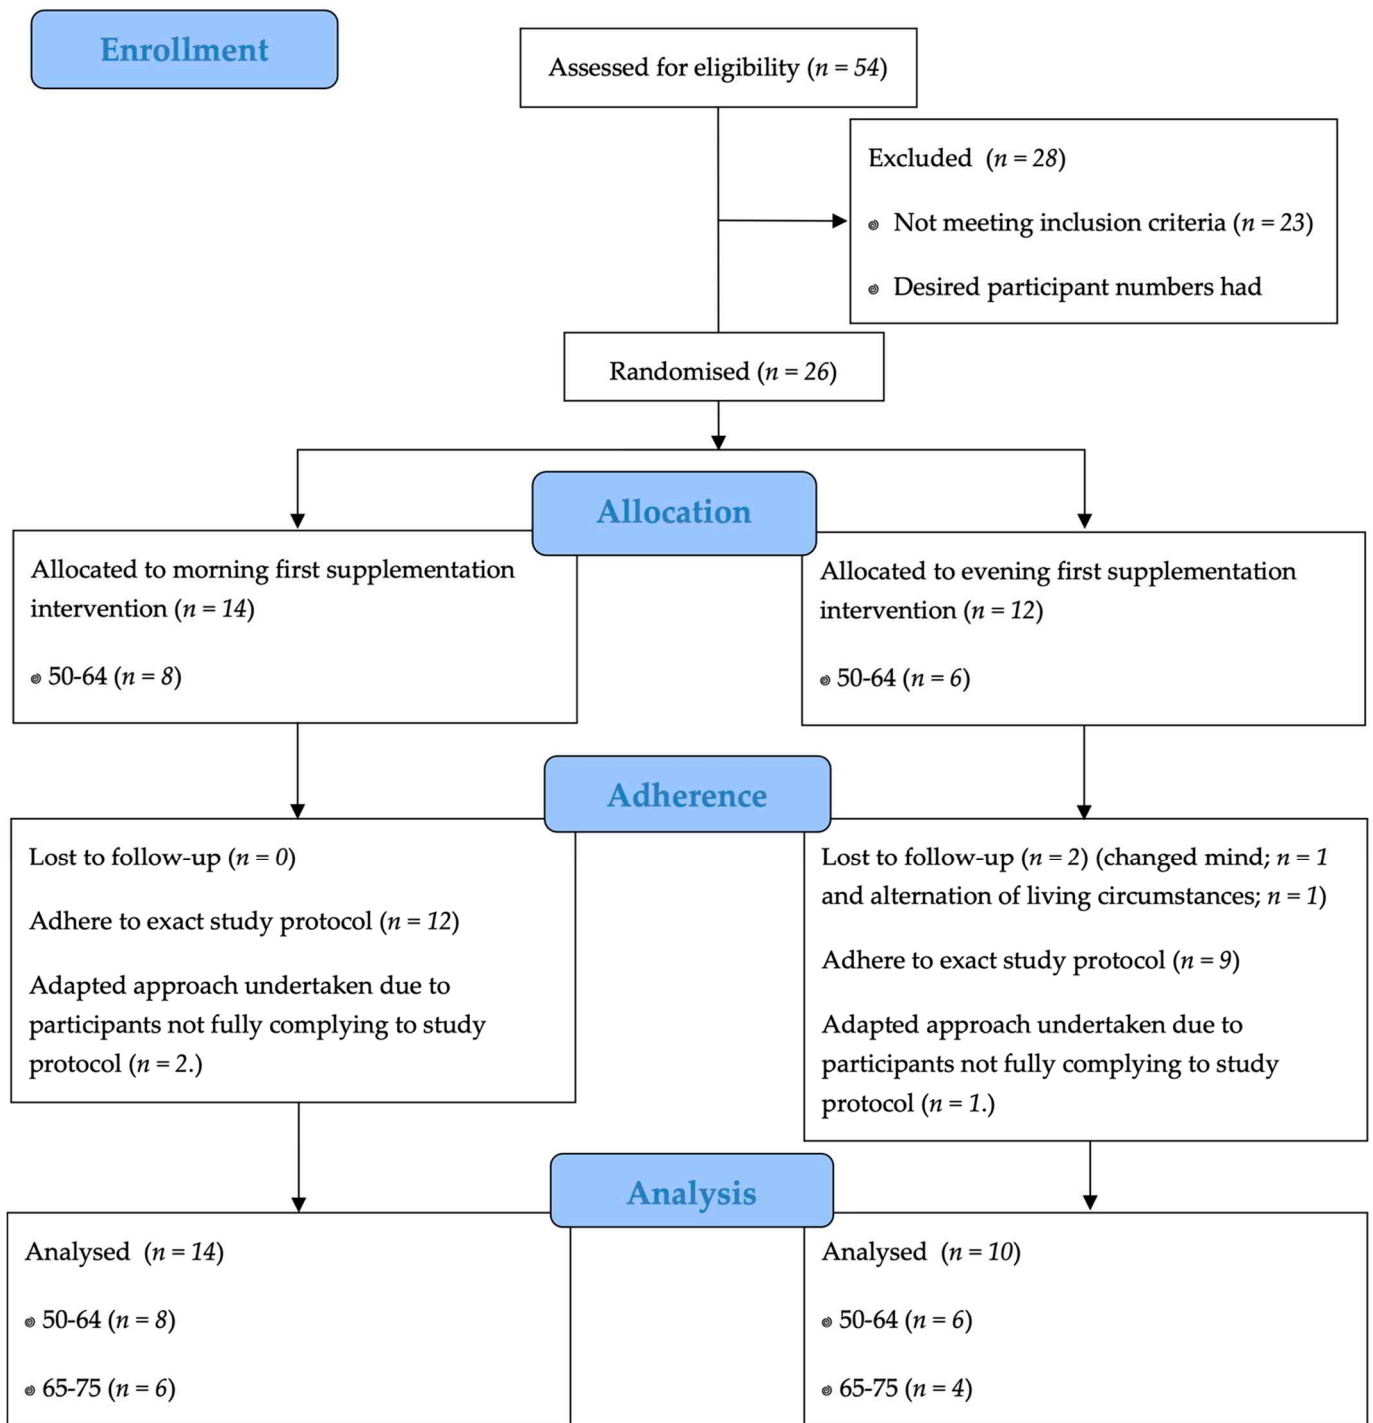 Enrollment
Assessed for eligibility (n = 54)
Excluded (n = 28)
Not meeting inclusion criteria (n = 23)
Desired participant numbers had
Randomised (n = 26)
Allocation
Allocated to morning first supplementation
intervention (n = 14)
50-64 (n = 8)
Allocated to evening first supplementation
intervention (n = 12)
50-64 (n = 6)
Adherence
Lost to follow-up (n = 0)
Adhere to exact study protocol (n = 12)
Adapted approach undertaken due to
participants not fully complying to study
protocol (n = 2.)
Lost to follow-up (n = 2) (changed mind; n = 1
and alternation of living circumstances; n = 1)
Adhere to exact study protocol (n = 9)
Adapted approach undertaken due to
participants not fully complying to study
protocol (n = 1.)
Analysis
Analysed (n = 14)
50-64 (n = 8)
65-75 (n = 6)
Analysed (n = 10)
50-64 (n = 6)
65-75 (n = 4)